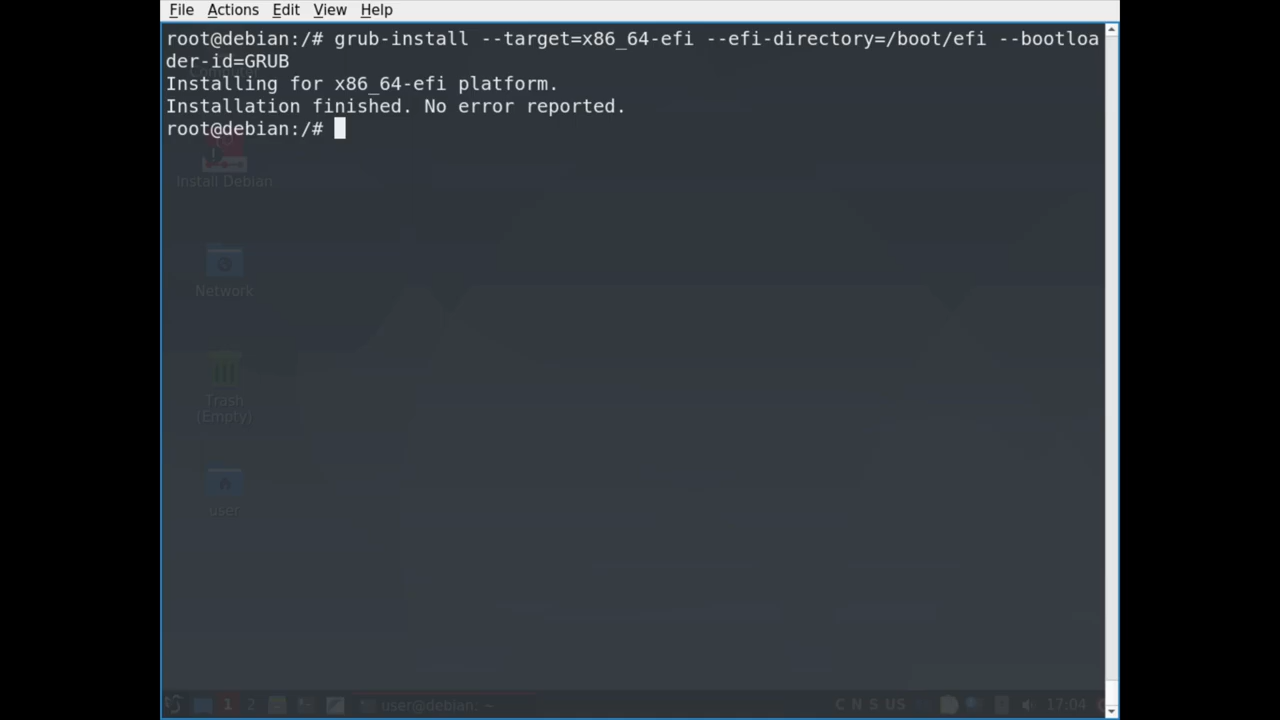 File Actions Edit View Help
root@debian:/# grub-install --target=x86_64-efi --efi-directory=/boot/efi --bootloa
der-id=GRUB
Installing for x86_64-efi platform.
Installation finished. No error reported.
root@debian:/#
Install Debian
Network
Trash
(Empty)
user
1 2 user@debian: ~ C N S US 17:04